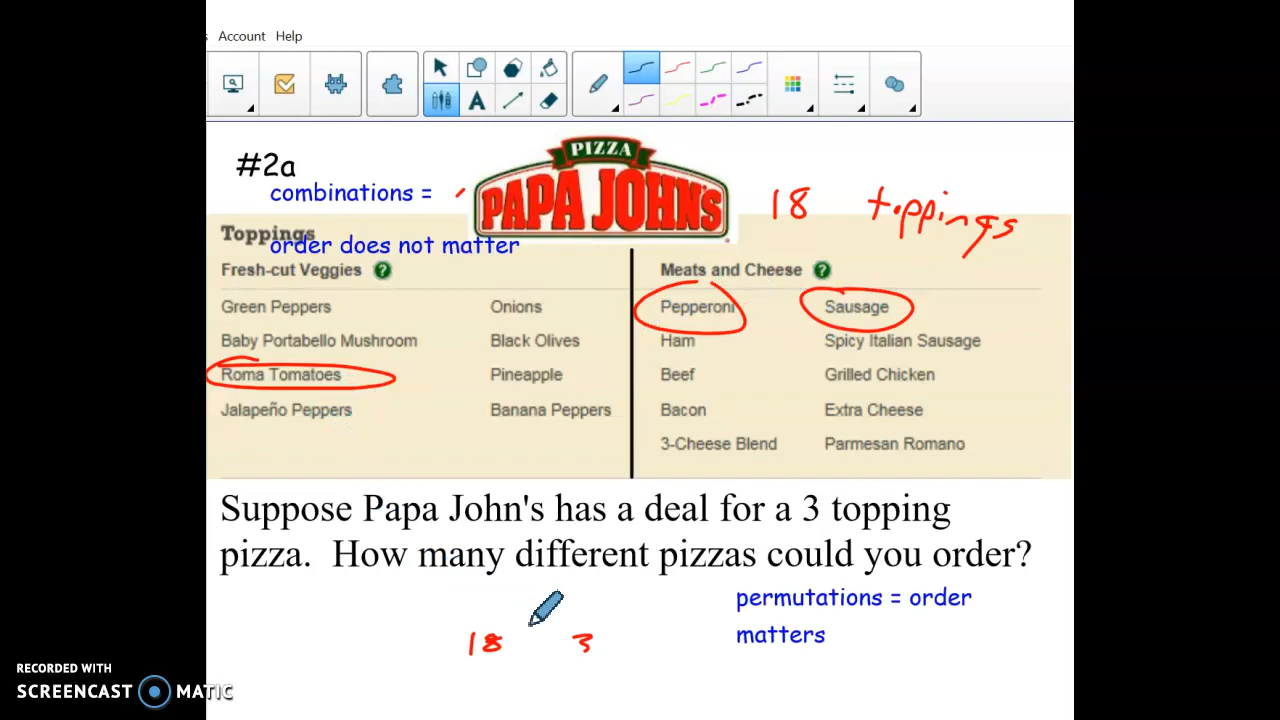 Account Help
#2a
combinations =
PIZZA
PAPA JOHN'S
18 toppings
Toppings
order does not matter
Fresh-cut Veggies ?
Meats and Cheese ?
Green Peppers Onions Pepperoni Sausage
Baby Portabello Mushroom Black Olives Ham Spicy Italian Sausage
Roma Tomatoes Pineapple Beef Grilled Chicken
Jalapeño Peppers Banana Peppers Bacon Extra Cheese
3-Cheese Blend Parmesan Romano
Suppose Papa John's has a deal for a 3 topping
pizza. How many different pizzas could you order?
permutations = order
matters
18 3
RECORDED WITH
SCREENCAST MATIC